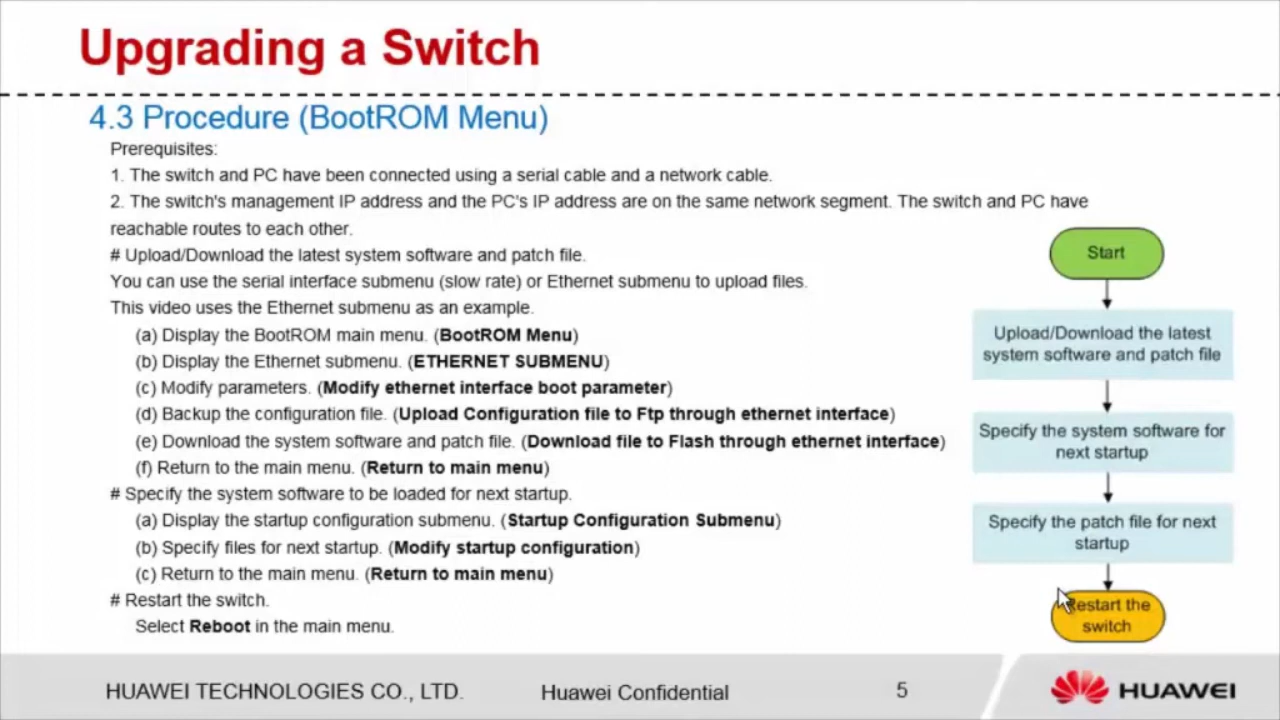 Upgrading a Switch
4.3 Procedure (BootROM Menu)
Prerequisites:
1. The switch and PC have been connected using a serial cable and a network cable.
2. The switch's management IP address and the PC's IP address are on the same network segment. The switch and PC have
reachable routes to each other.
# Upload/Download the latest system software and patch file.
You can use the serial interface submenu (slow rate) or Ethernet submenu to upload files.
This video uses the Ethernet submenu as an example.
(a) Display the BootROM main menu. (BootROM Menu)
(b) Display the Ethernet submenu. (ETHERNET SUBMENU)
(c) Modify parameters. (Modify ethernet interface boot parameter)
(d) Backup the configuration file. (Upload Configuration file to Ftp through ethernet interface)
(e) Download the system software and patch file. (Download file to Flash through ethernet interface)
(f) Return to the main menu. (Return to main menu)
# Specify the system software to be loaded for next startup.
(a) Display the startup configuration submenu. (Startup Configuration Submenu)
(b) Specify files for next startup. (Modify startup configuration)
(c) Return to the main menu. (Return to main menu)
# Restart the switch.
Select Reboot in the main menu.
Start
Upload/Download the latest
system software and patch file
Specify the system software for
next startup
Specify the patch file for next
startup
Restart the
switch
HUAWEI TECHNOLOGIES CO., LTD.
Huawei Confidential
5
HUAWEI